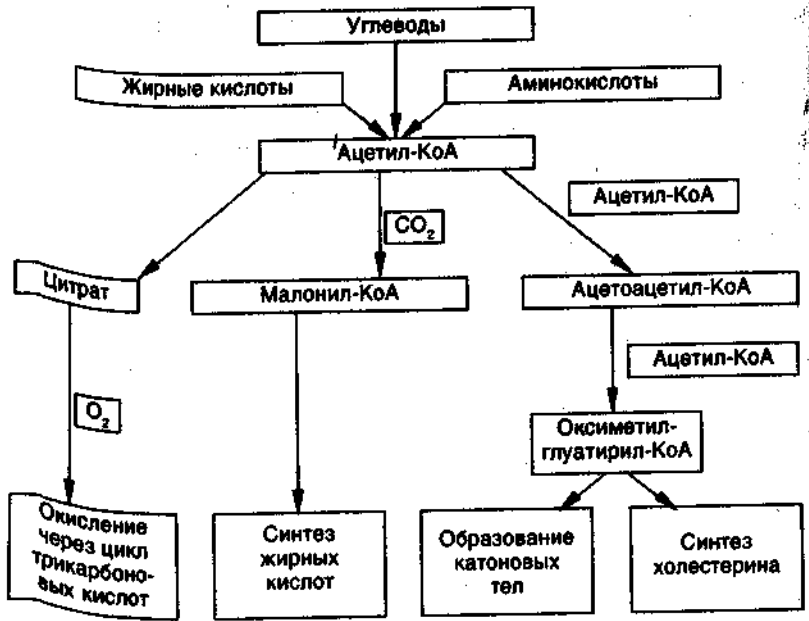 Углеводы
Жирные кислоты
Аминокислоты
Ацетил-КоА
Ацетил-КоА
CO₂
Цитрат
Малонил-КоА
Ацетоацетил-КоА
Ацетил-КоА
O₂
Оксиметил-
глуатирил-КоА
Окисление
через цикл
трикарбоно-
вых кислот
Синтез
жирных
кислот
Образование
катоновых
тел
Синтез
холестерина